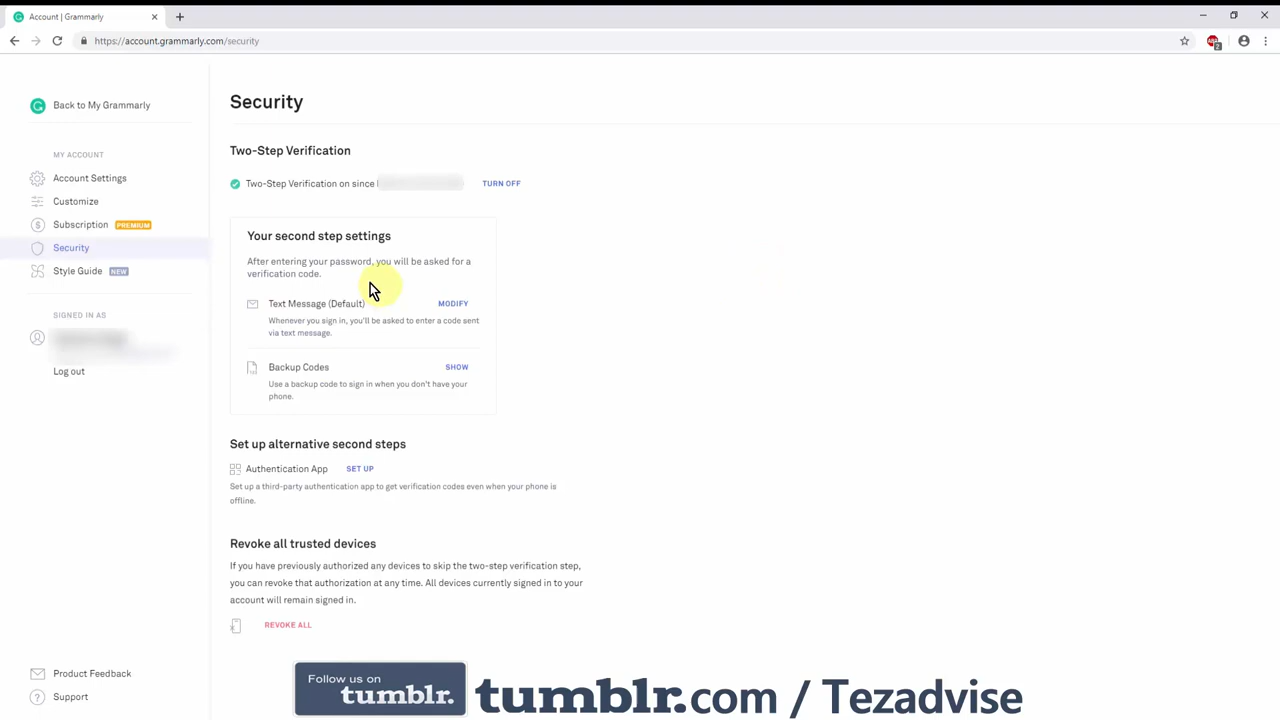 Account | Grammarly
https://account.grammarly.com/security
2
Back to My Grammarly
MY ACCOUNT
Account Settings
Customize
Subscription PREMIUM
Security
Style Guide NEW
SIGNED IN AS
Log out
Product Feedback
Support
Security
Two-Step Verification
Two-Step Verification on since TURN OFF
Your second step settings
After entering your password, you will be asked for a
verification code.
Text Message (Default) MODIFY
Whenever you sign in, you'll be asked to enter a code sent
via text message.
Backup Codes SHOW
Use a backup code to sign in when you don't have your
phone.
Set up alternative second steps
Authentication App SET UP
Set up a third-party authentication app to get verification codes even when your phone is
offline.
Revoke all trusted devices
If you have previously authorized any devices to skip the two-step verification step,
you can revoke that authorization at any time. All devices currently signed in to your
account will remain signed in.
REVOKE ALL
Follow us on
tumblr.
tumblr.com / Tezadvise